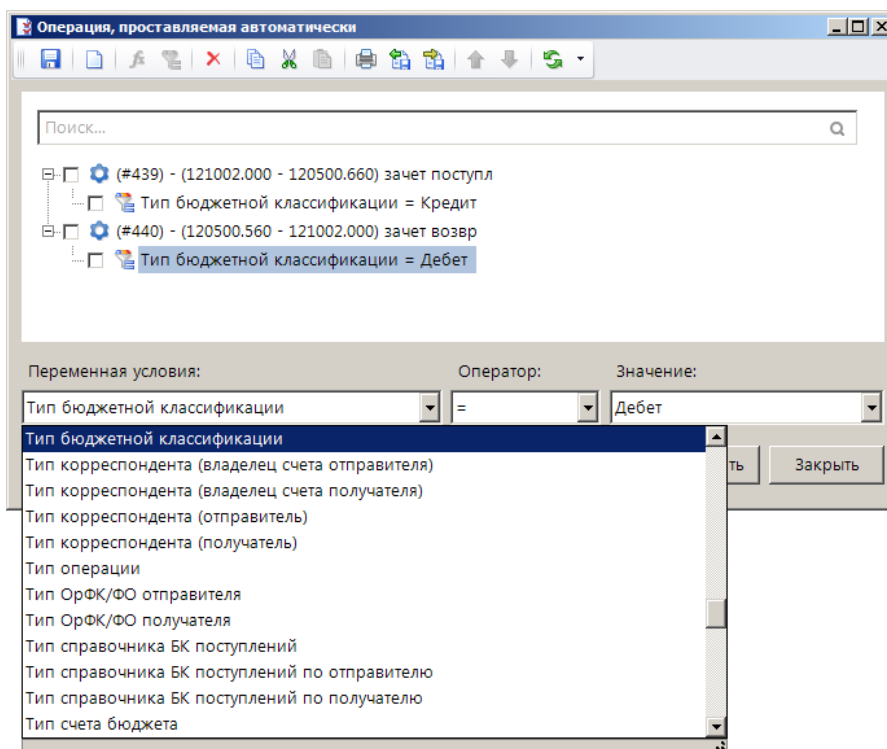 Операция, проставляемая автоматически
Поиск...
(#439) - (121002.000 - 120500.660) зачет поступл
Тип бюджетной классификации = Кредит
(#440) - (120500.560 - 121002.000) зачет возвр
Тип бюджетной классификации = Дебет
Переменная условия: Оператор: Значение:
Тип бюджетной классификации = Дебет
Тип бюджетной классификации
ть Закрыть
Тип корреспондента (владелец счета отправителя)
Тип корреспондента (владелец счета получателя)
Тип корреспондента (отправитель)
Тип корреспондента (получатель)
Тип операции
Тип ОрФК/ФО отправителя
Тип ОрФК/ФО получателя
Тип справочника БК поступлений
Тип справочника БК поступлений по отправителю
Тип справочника БК поступлений по получателю
Тип счета бюджета